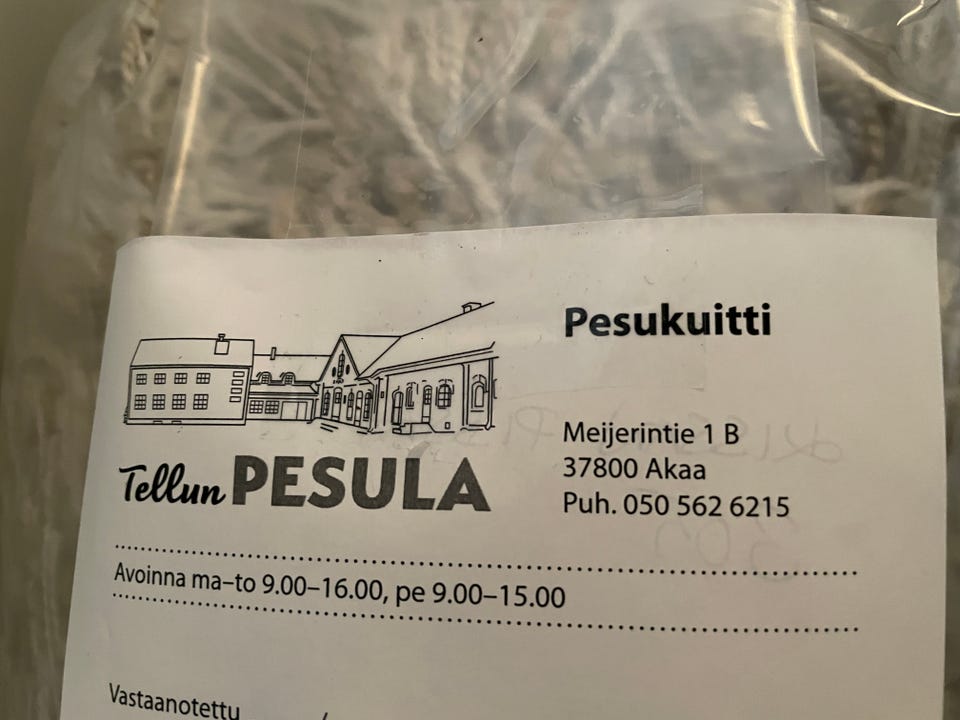 Pesukuitti
Tellun PESULA
Meijerintie 1 B
37800 Akaa
Puh. 050 562 6215
Avoinna ma–to 9.00–16.00, pe 9.00–15.00
Vastaanotettu